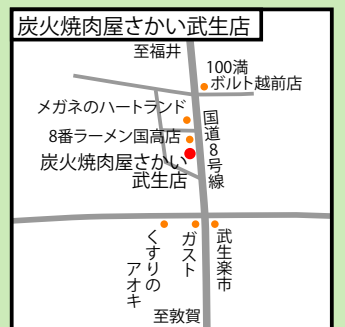 炭火焼肉屋さかい武生店
至福井
100満
ボルト越前店
メガネのハートランド
国道8号線
8番ラーメン国高店
炭火焼肉屋さかい
武生店
武生楽市
ガスト
くすりの
アオキ
至敦賀